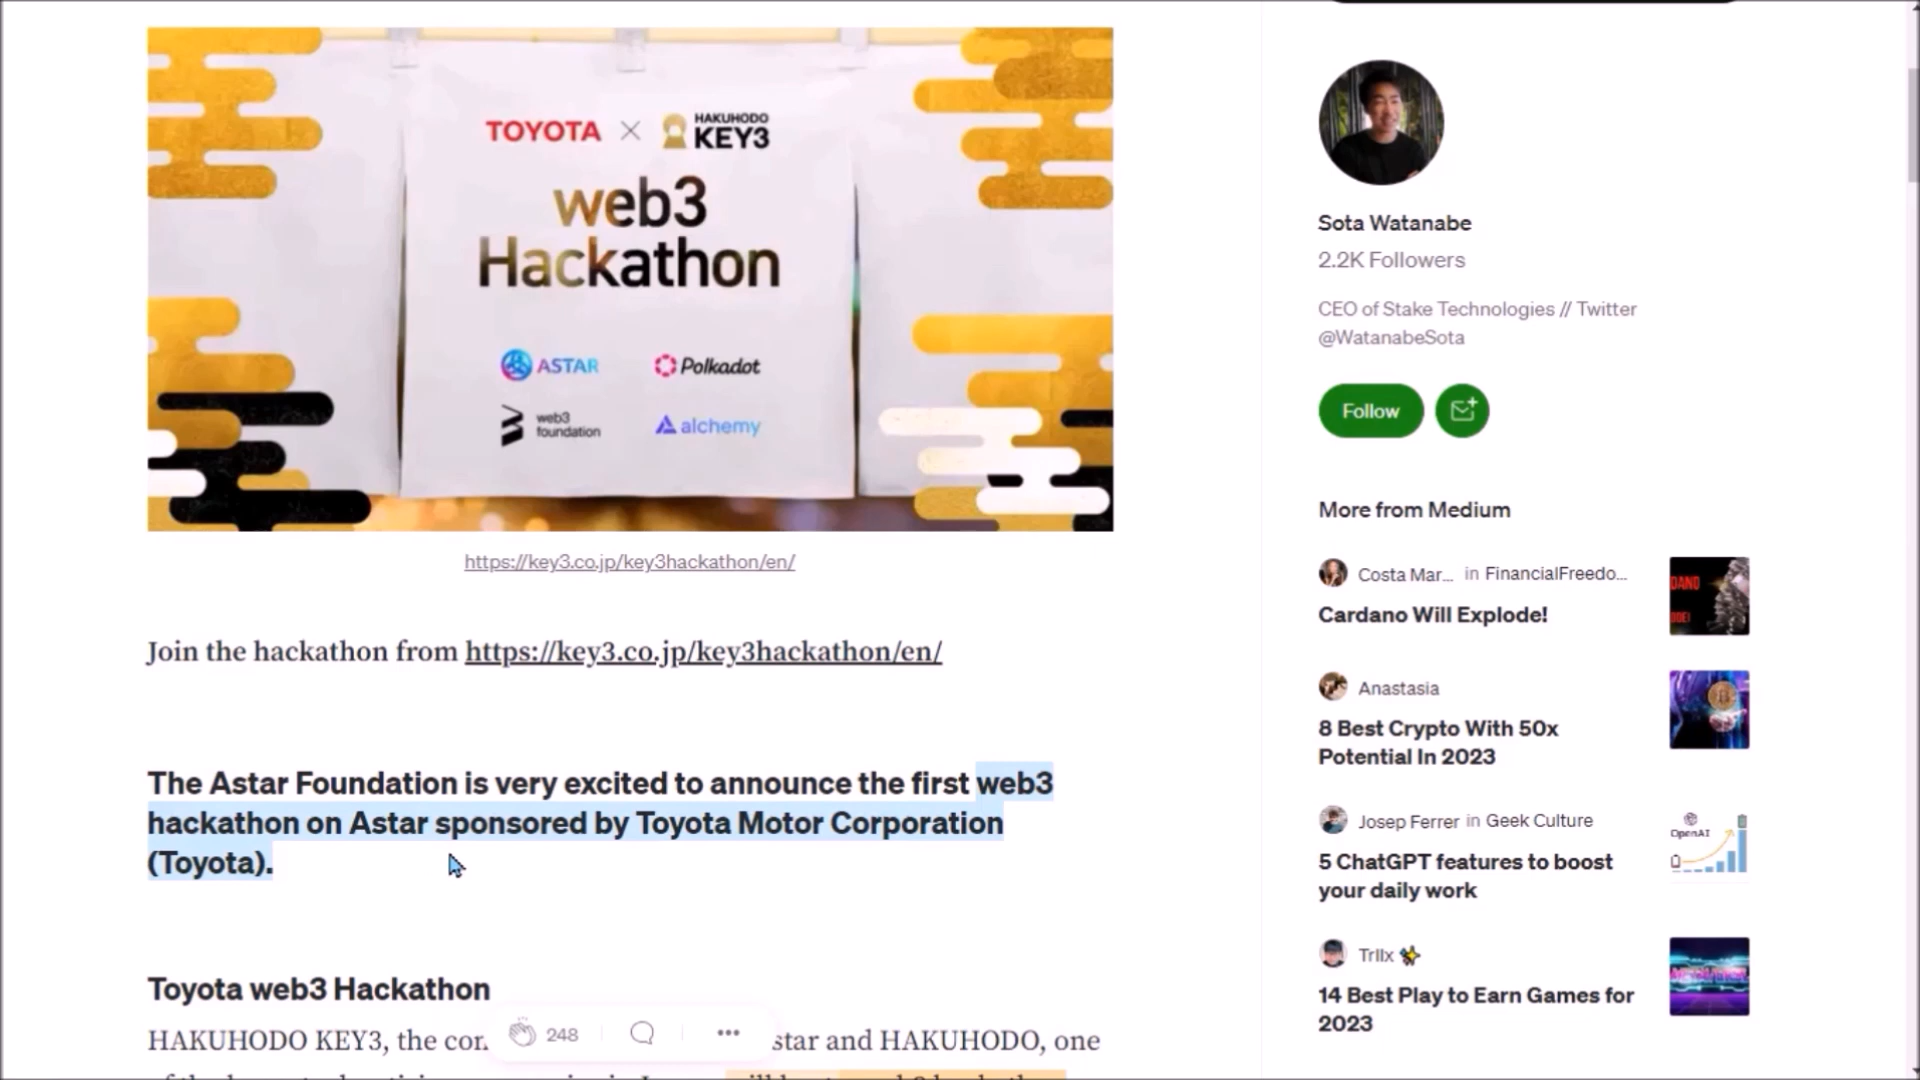 TOYOTA × HAKUHODO KEY3
web3
Hackathon
ASTAR Polkadot
web3 foundation alchemy
https://key3.co.jp/key3hackathon/en/
Join the hackathon from https://key3.co.jp/key3hackathon/en/
The Astar Foundation is very excited to announce the first web3
hackathon on Astar sponsored by Toyota Motor Corporation
(Toyota).
Toyota web3 Hackathon
HAKUHODO KEY3, the star and HAKUHODO, one
248
Sota Watanabe
2.2K Followers
CEO of Stake Technologies // Twitter
@WatanabeSota
Follow
More from Medium
Costa Mar... in FinancialFreedo...
Cardano Will Explode!
Anastasia
8 Best Crypto With 50x
Potential In 2023
Josep Ferrer in Geek Culture
5 ChatGPT features to boost
your daily work
OpenAI
Trllx
14 Best Play to Earn Games for
2023